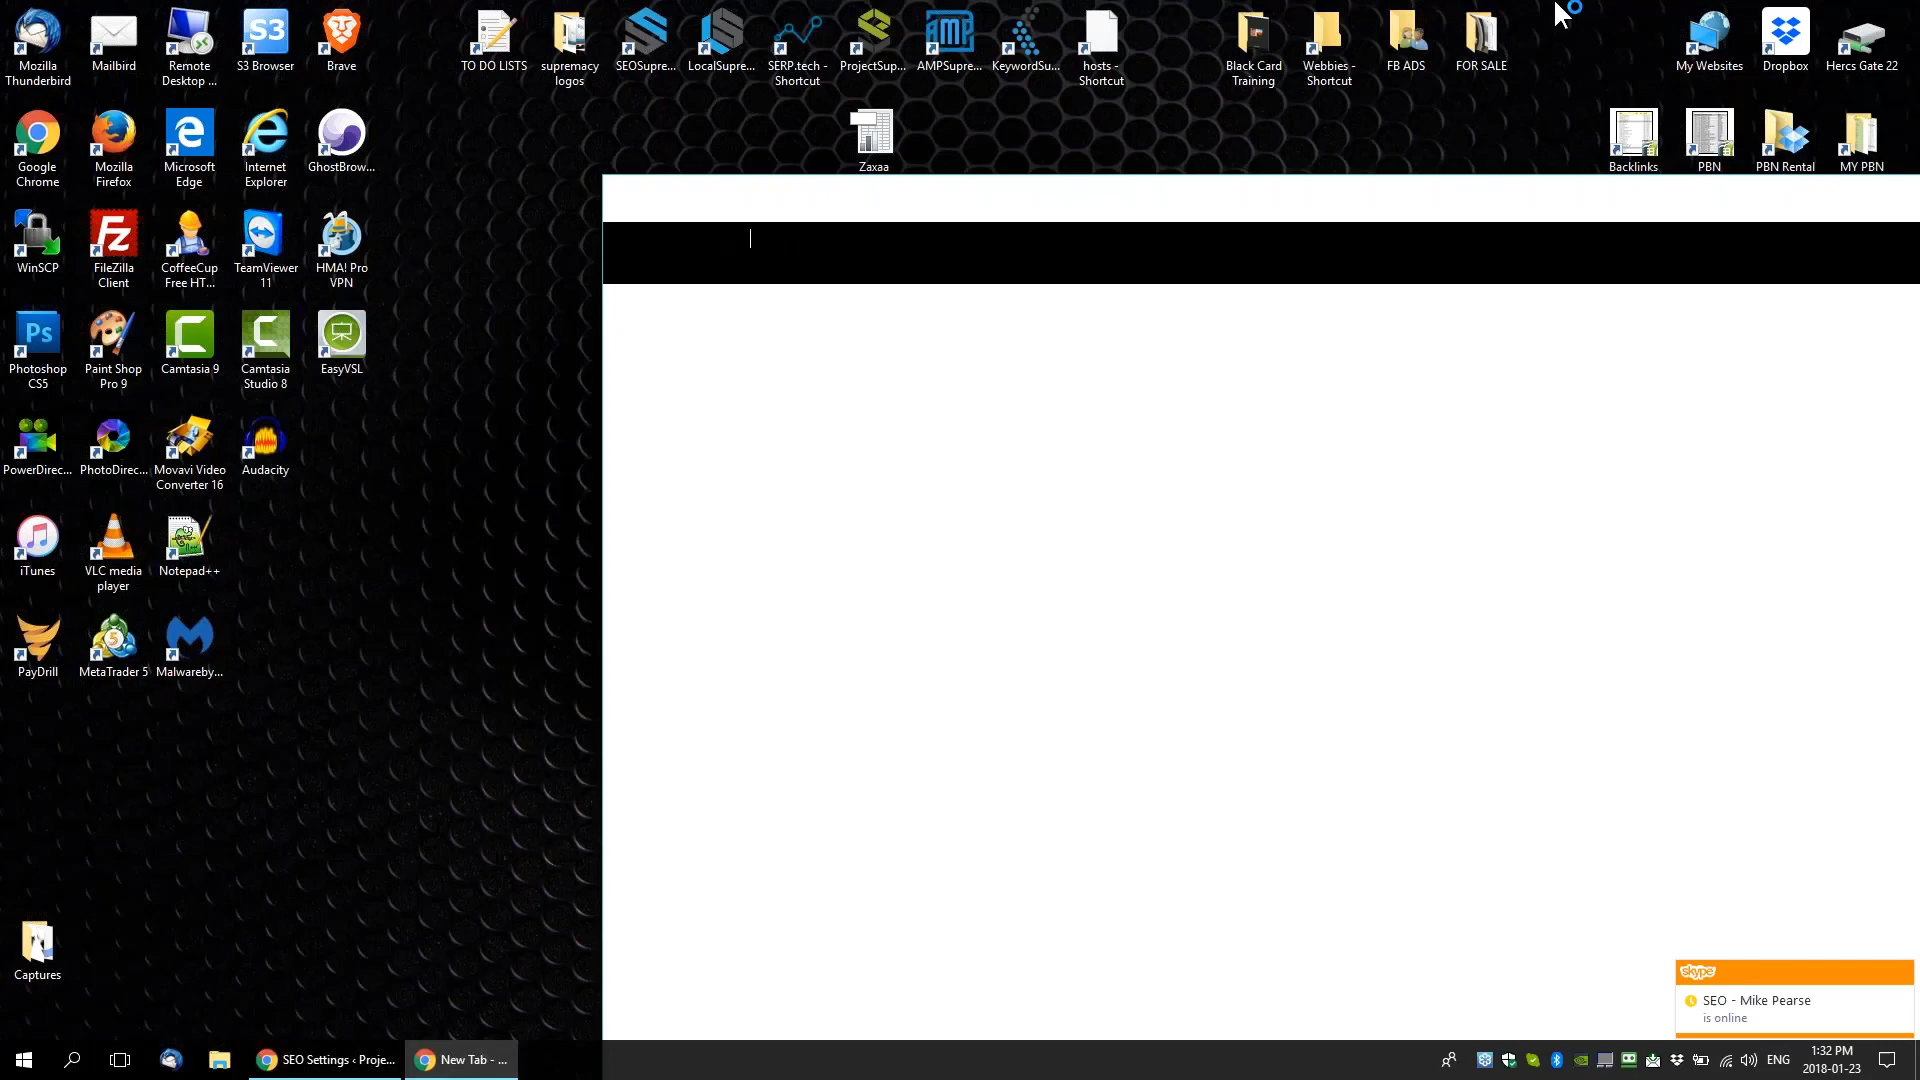 Mozilla Thunderbird
Mailbird
Remote Desktop ...
S3
S3 Browser
Brave
TO DO LISTS
supremacy logos
SEOSupre...
LocalSupre...
SERP.tech - Shortcut
ProjectSup...
AMP
AMPSupre...
KeywordSu...
hosts - Shortcut
Black Card Training
Webbies - Shortcut
FB ADS
FOR SALE
My Websites
Dropbox
Hercs Gate 22
Google Chrome
Mozilla Firefox
Microsoft Edge
Internet Explorer
GhostBrow...
Zaxaa
Backlinks
PBN
PBN Rental
MY PBN
WinSCP
Fz
FileZilla Client
CoffeeCup Free HT...
TeamViewer 11
HMA! Pro VPN
Ps
Photoshop CS5
Paint Shop Pro 9
Camtasia 9
Camtasia Studio 8
EasyVSL
PowerDirec...
PhotoDirec...
Movavi Video Converter 16
Audacity
iTunes
VLC media player
Notepad++
PayDrill
5
MetaTrader 5
Malwareby...
Captures
skype
SEO - Mike Pearse
is online
SEO Settings ‹ Proje...
New Tab - ...
ENG
1:32 PM
2018-01-23